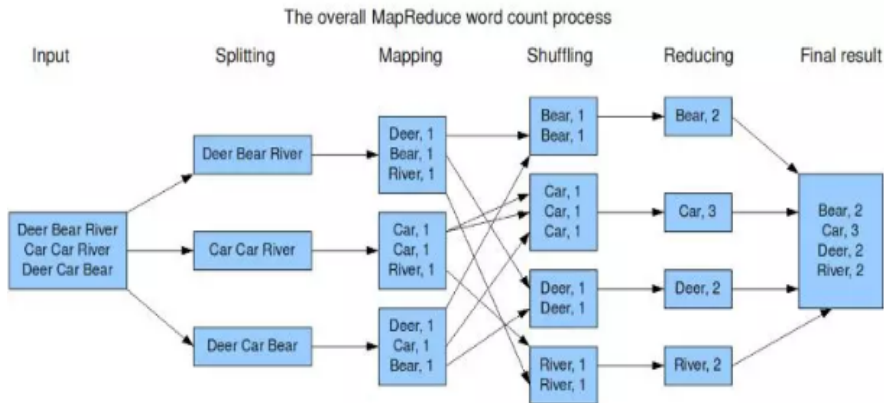 The overall MapReduce word count process
Input
Splitting
Mapping
Shuffling
Reducing
Final result
Deer Bear River
Car Car River
Deer Car Bear
Deer Bear River
Car Car River
Deer Car Bear
Deer, 1
Bear, 1
River, 1
Car, 1
Car, 1
River, 1
Deer, 1
Car, 1
Bear, 1
Bear, 1
Bear, 1
Car, 1
Car, 1
Car, 1
Deer, 1
Deer, 1
River, 1
River, 1
Bear, 2
Car, 3
Deer, 2
River, 2
Bear, 2
Car, 3
Deer, 2
River, 2